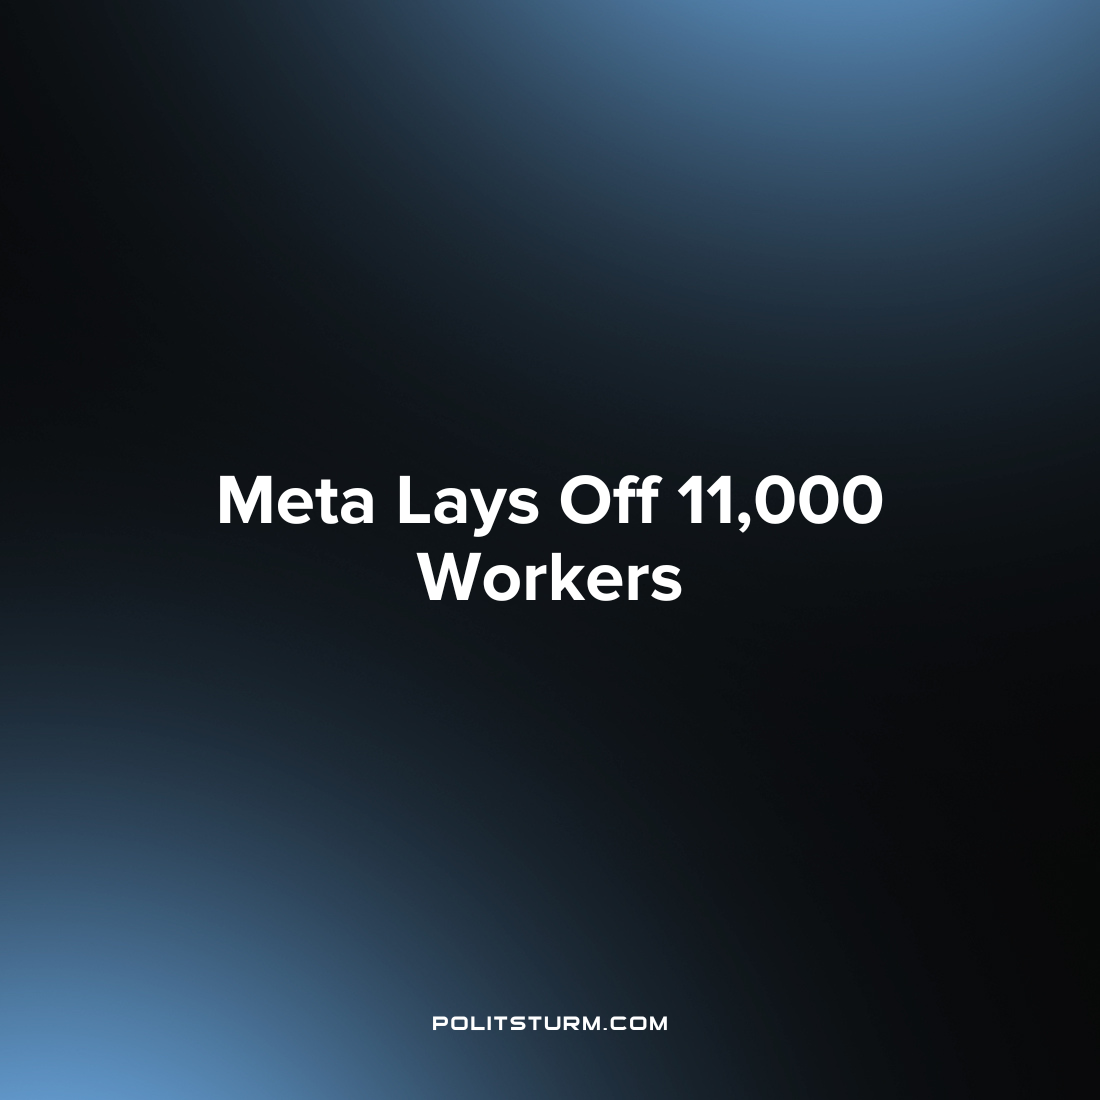 Meta Lays Off 11,000
Workers
POLITSTURM.COM